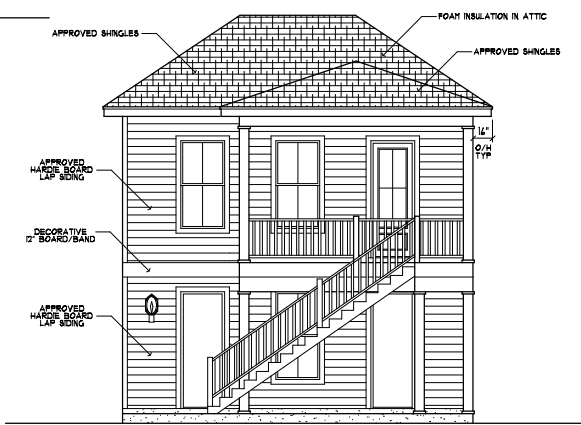 FOAM INSULATION IN ATTIC
APPROVED SHINGLES
APPROVED SHINGLES
16"
O/H
TYP
APPROVED
HARDIE BOARD
LAP SIDING
DECORATIVE
12" BOARD/BAND
APPROVED
HARDIE BOARD
LAP SIDING